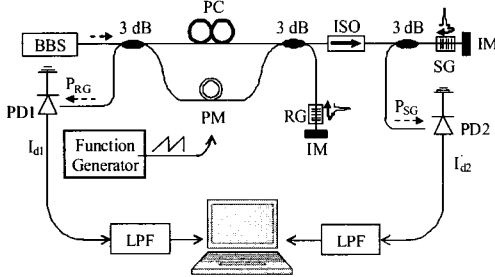 PC
3 dB
3 dB
ISO
3 dB
IM
BBS
SG
P_RG
PM
P_SG
PD1
RG
PD2
I_d1
Function
Generator
IM
I_d2
LPF
LPF